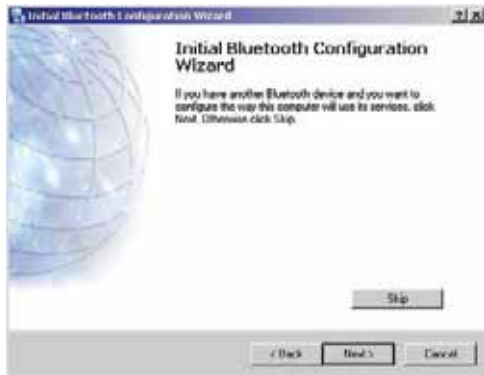 Initial Bluetooth Configuration Wizard
Initial Bluetooth Configuration
Wizard
If you have another Bluetooth device and you want to
configure the way this computer will use its services, click
Next. Otherwise click Skip.
Skip
< Back
Next >
Cancel